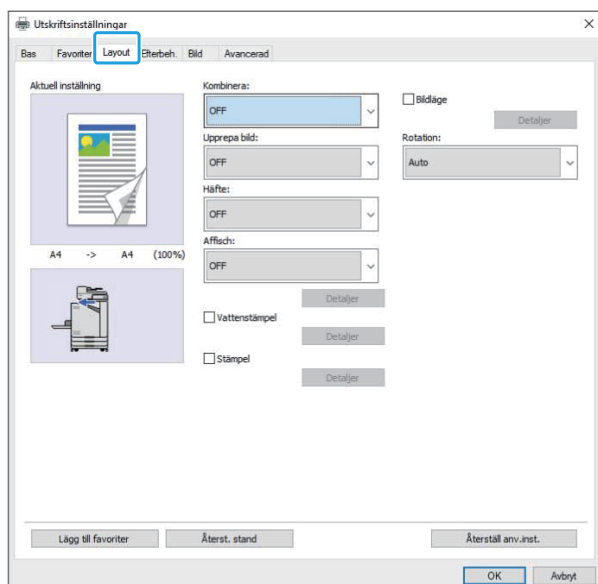 Utskriftsinställningar
Bas Favoriter Layout Efterbeh. Bild Avancerad
Aktuell inställning
A4 -> A4 (100%)
Kombinera:
OFF
Upprepa bild:
OFF
Häfte:
OFF
Affisch:
OFF
Detaljer
Vattenstämpel
Detaljer
Stämpel
Detaljer
Bildläge
Detaljer
Rotation:
Auto
Lägg till favoriter Återst. stand Återställ anv.inst.
OK Avbryt